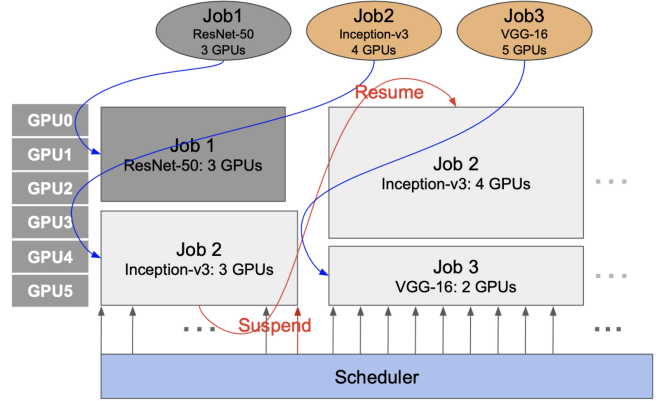 Job1
ResNet-50
3 GPUs
Job2
Inception-v3
4 GPUs
Job3
VGG-16
5 GPUs
Resume
GPU0
GPU1
GPU2
GPU3
GPU4
GPU5
Job 1
ResNet-50: 3 GPUs
Job 2
Inception-v3: 4 GPUs
...
Job 2
Inception-v3: 3 GPUs
Job 3
VGG-16: 2 GPUs
...
...
Suspend
...
Scheduler